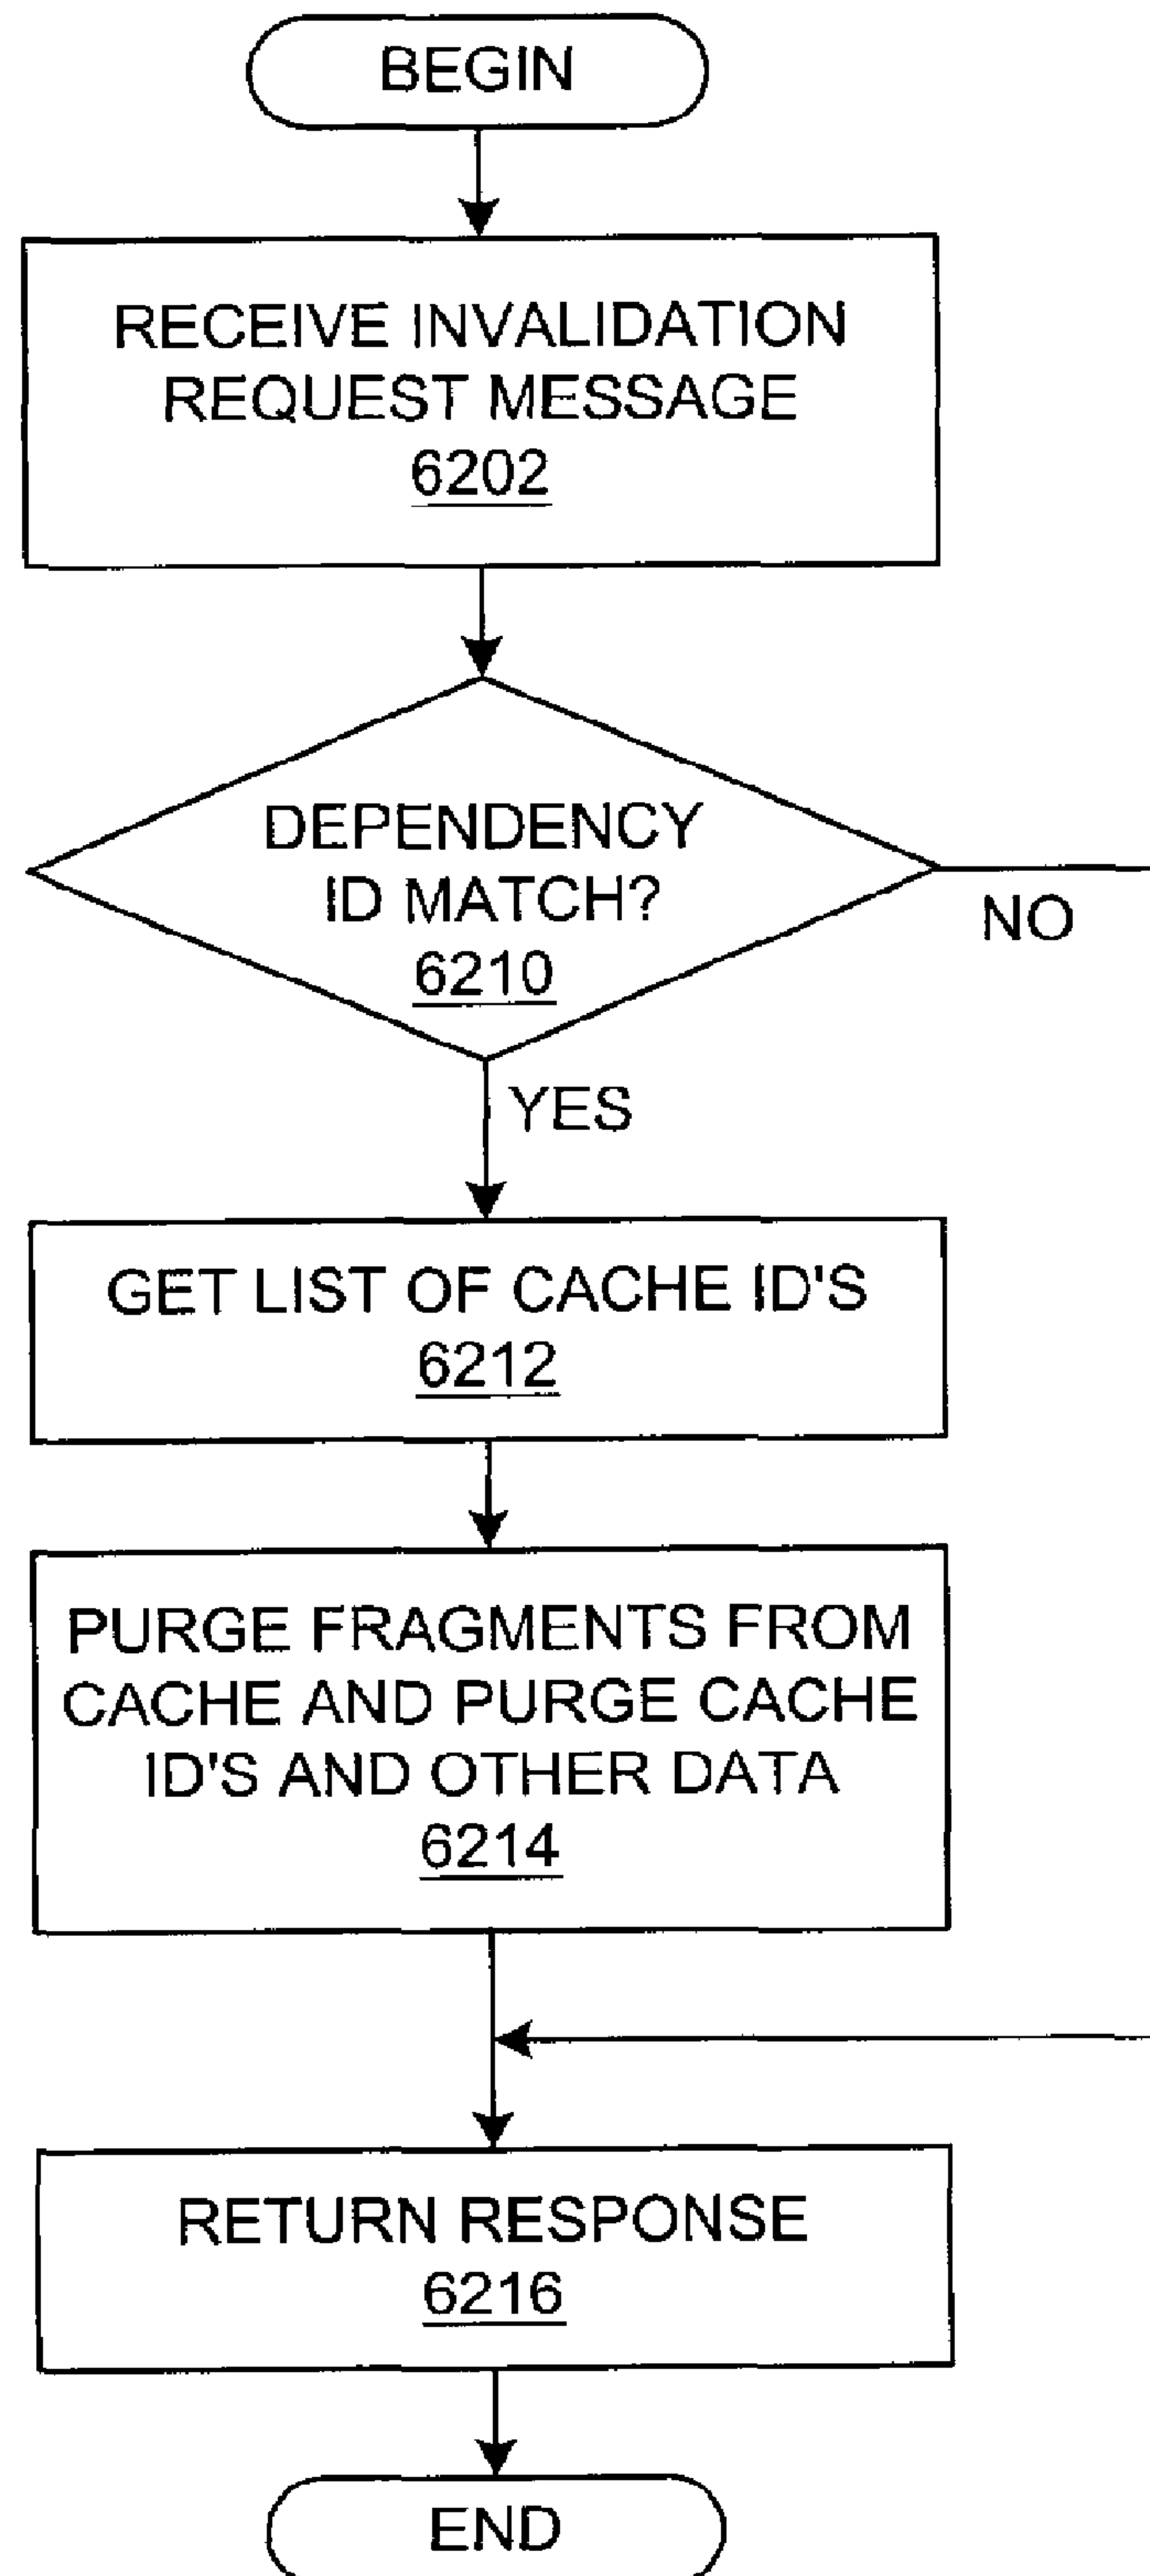 BEGIN
RECEIVE INVALIDATION
REQUEST MESSAGE
6202
DEPENDENCY
ID MATCH?
6210
NO
YES
GET LIST OF CACHE ID'S
6212
PURGE FRAGMENTS FROM
CACHE AND PURGE CACHE
ID'S AND OTHER DATA
6214
RETURN RESPONSE
6216
END